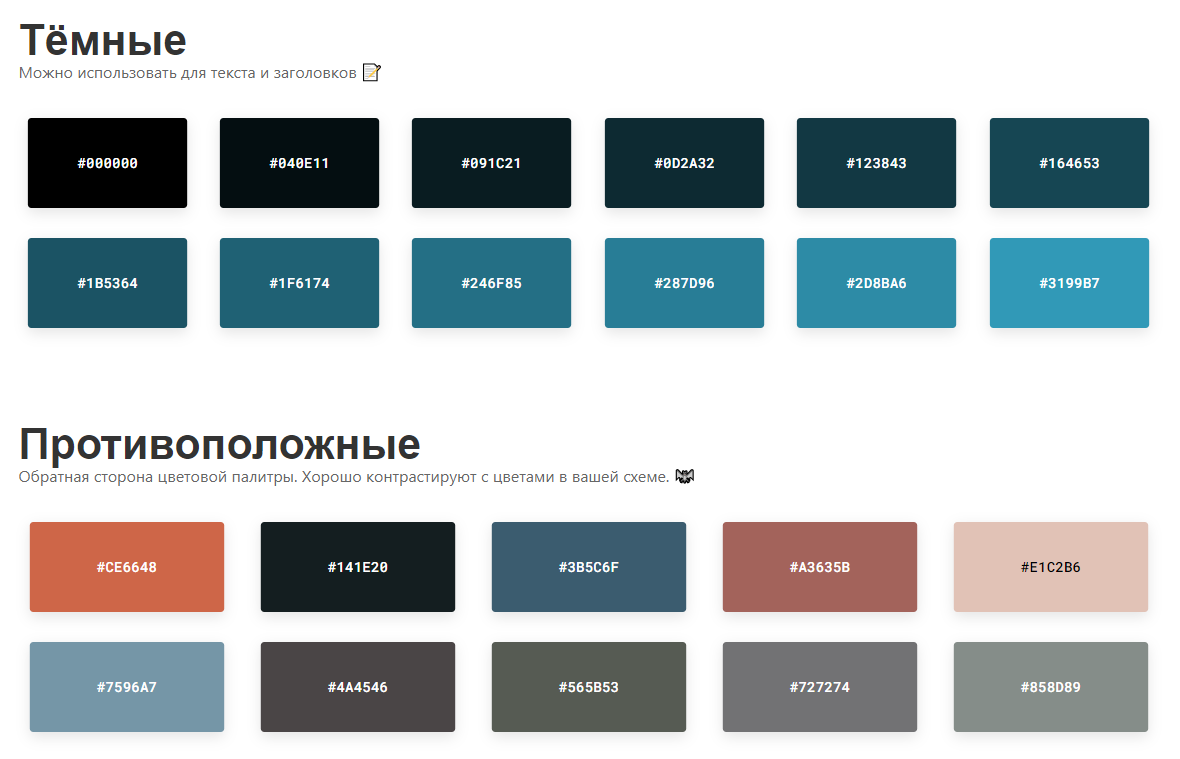 Тёмные
Можно использовать для текста и заголовков 📝
#000000 #040E11 #091C21 #0D2A32 #123843 #164653
#1B5364 #1F6174 #246F85 #287D96 #2D8BA6 #3199B7
Противоположные
Обратная сторона цветовой палитры. Хорошо контрастируют с цветами в вашей схеме.
#CE6648 #141E20 #3B5C6F #A3635B #E1C2B6
#7596A7 #4A4546 #565B53 #727274 #858D89